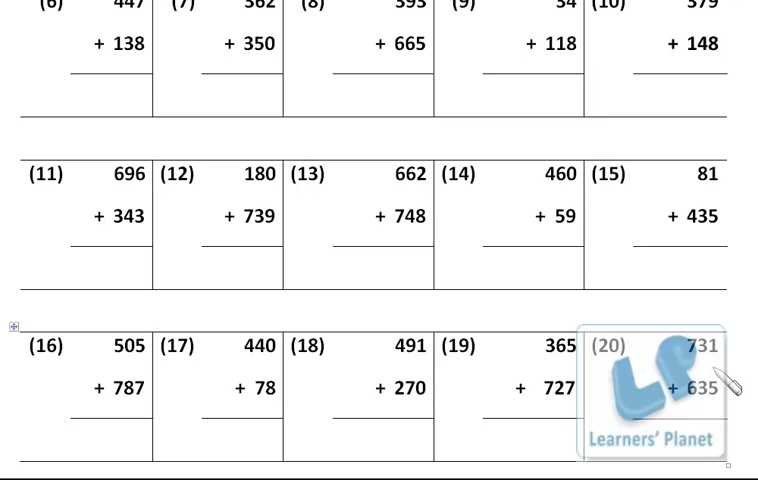 (6) 447 (7) 362 (8) 393 (9) 34 (10) 379
+ 138 + 350 + 665 + 118 + 148
(11) 696 (12) 180 (13) 662 (14) 460 (15) 81
+ 343 + 739 + 748 + 59 + 435
(16) 505 (17) 440 (18) 491 (19) 365 (20) 731
+ 787 + 78 + 270 + 727 + 635
LP
Learners' Planet